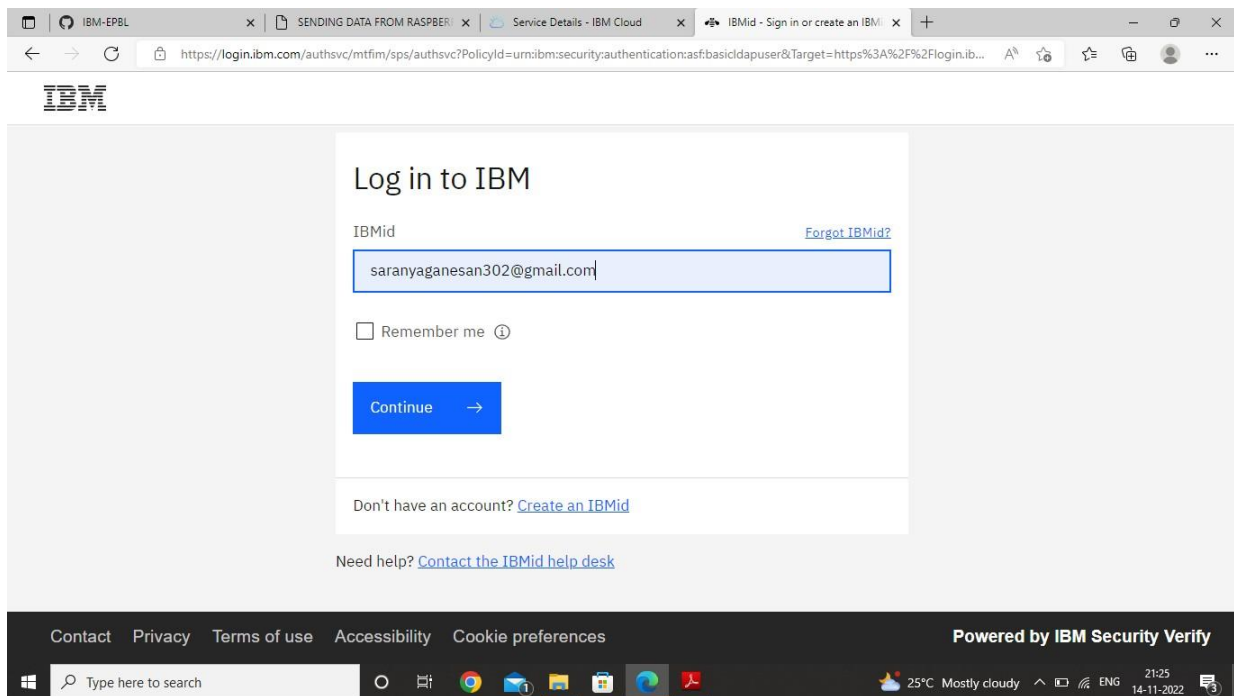 IBM-EPBL
SENDING DATA FROM RASPBER
Service Details - IBM Cloud
IBMid - Sign in or create an IBM
https://login.ibm.com/authsvc/mtfim/sps/authsvc?PolicyId=urn:ibm:security:authentication:asf:basicldapuser&Target=https%3A%2F%2Flogin.ib...
IBM
Log in to IBM
IBMid
Forgot IBMid?
saranyaganesan302@gmail.com
Remember me
Continue
Don't have an account? Create an IBMid
Need help? Contact the IBMid help desk
Contact Privacy Terms of use Accessibility Cookie preferences
Powered by IBM Security Verify
Type here to search
25°C Mostly cloudy
ENG
21:25
14-11-2022